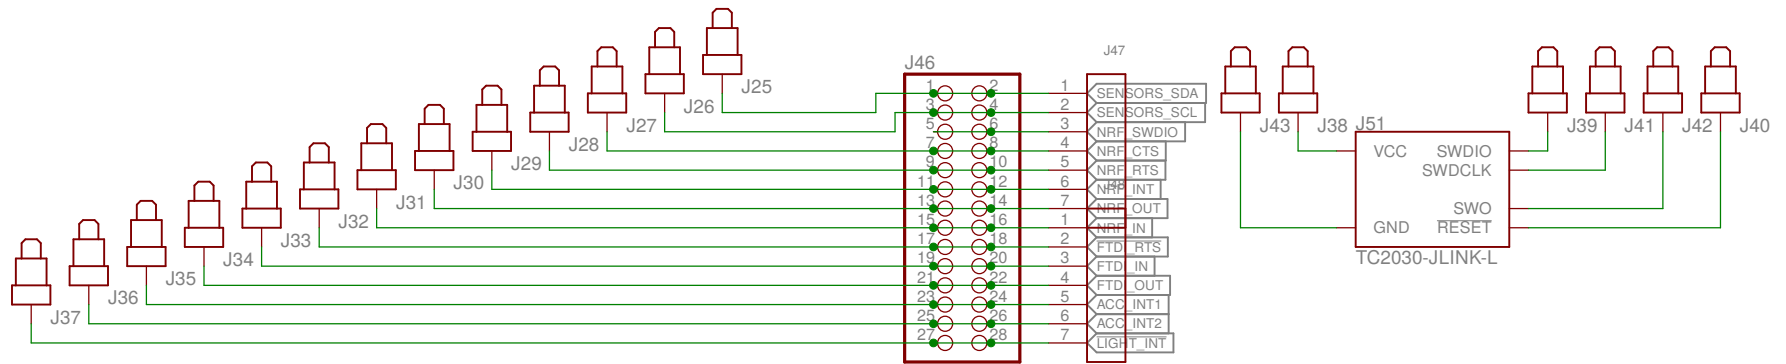 J25
J26
J27
J28
J29
J30
J31
J32
J33
J34
J35
J36
J37
J46
1 2
3 4
5 6
7 8
9 10
11 12
13 14
15 16
17 18
19 20
21 22
23 24
25 26
27 28
J47
1 SENSORS_SDA
2 SENSORS_SCL
3 NRF_SWDIO
4 NRF_CTS
5 NRF_RTS
J48
6 NRF_INT
7 NRF_OUT
1 NRF_IN
2 FTD_RTS
3 FTD_IN
4 FTD_OUT
5 ACC_INT1
6 ACC_INT2
7 LIGHT_INT
J43
J38
J51
J39
J41
J42
J40
VCC SWDIO
SWDCLK
SWO
GND RESET
TC2030-JLINK-L